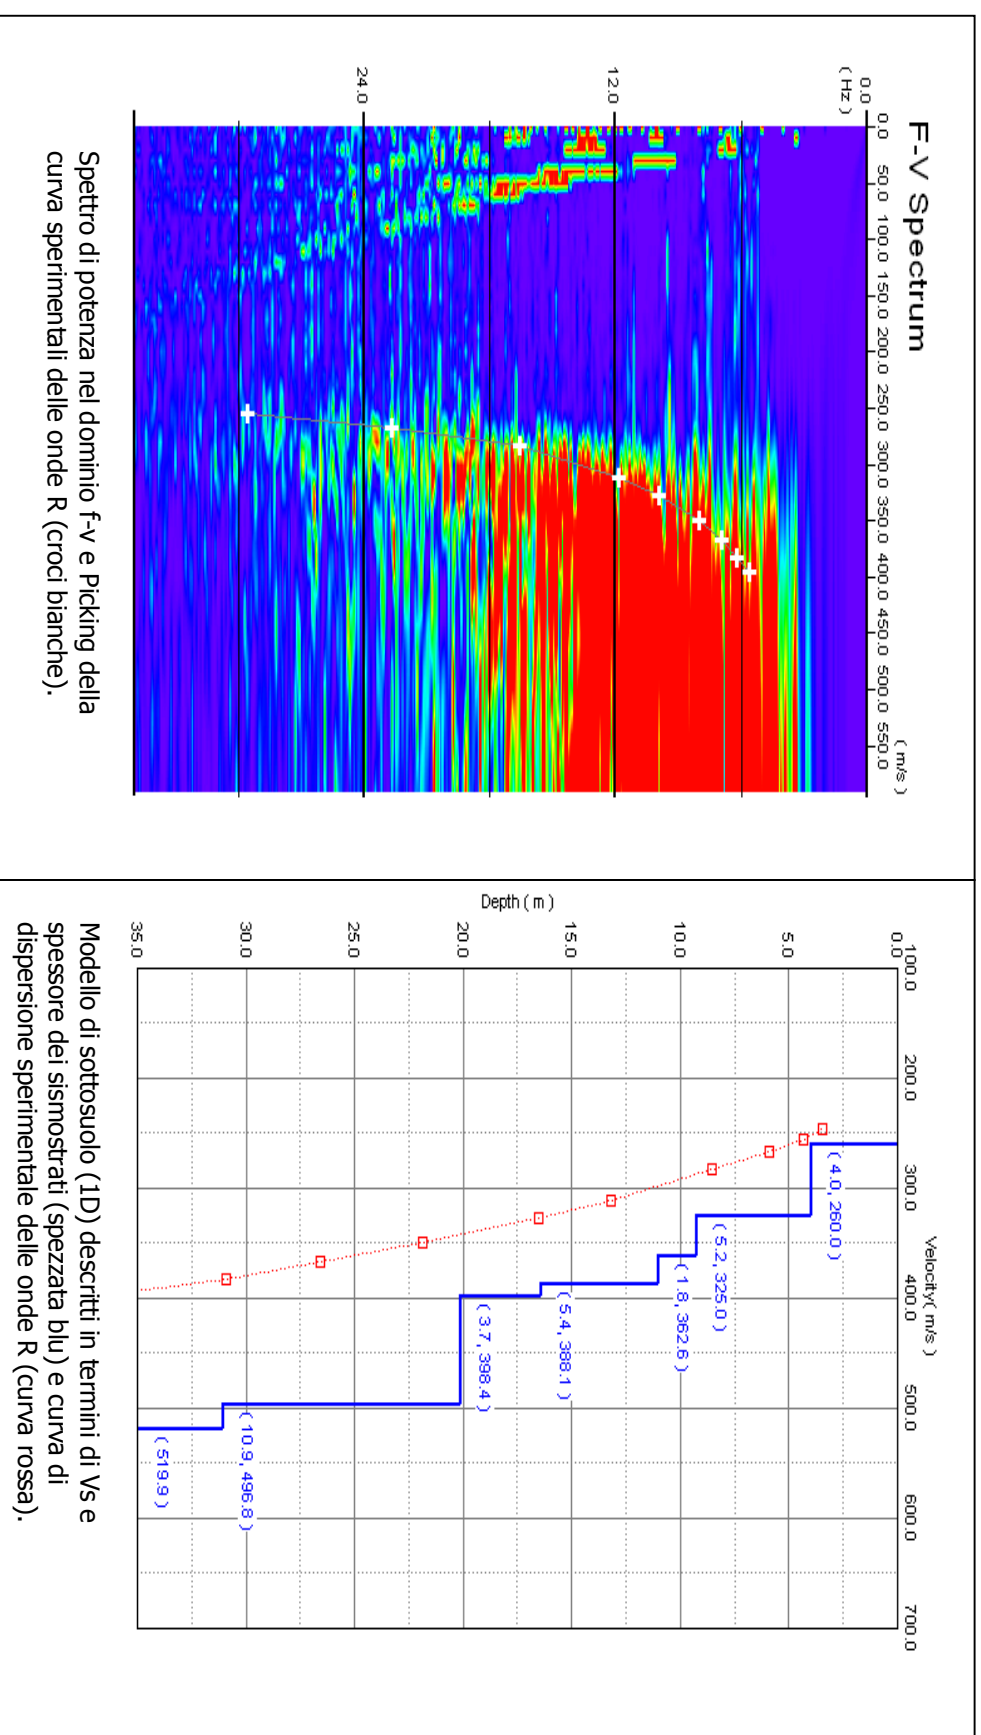 F-V Spectrum
( m/s )
0.0 50.0 100.0 150.0 200.0 250.0 300.0 350.0 400.0 450.0 500.0 550.0
0.0
( Hz )
12.0
24.0
Spettro di potenza nel dominio f-v e Picking della
curva sperimentali delle onde R (croci bianche).
Velocity( m/s )
100.0 200.0 300.0 400.0 500.0 600.0 700.0
Depth ( m )
0.0
5.0
10.0
15.0
20.0
25.0
30.0
35.0
( 4.0, 260.0 )
( 5.2, 325.0 )
( 1.8, 362.6 )
( 5.4, 388.1 )
( 3.7, 398.4 )
( 10.9, 496.8 )
( 519.9 )
Modello di sottosuolo (1D) descritti in termini di Vs e
spessore dei sismostrati (spezzata blu) e curva di
dispersione sperimentale delle onde R (curva rossa).